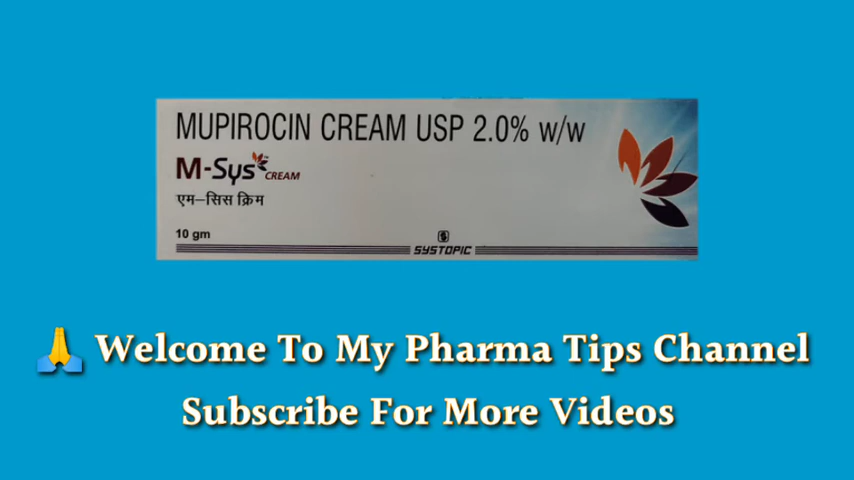 MUPIROCIN CREAM USP 2.0% w/w
M-Sys CREAM
एम–सिस क्रिम
10 gm
SYSTOPIC
🙏 Welcome To My Pharma Tips Channel
Subscribe For More Videos